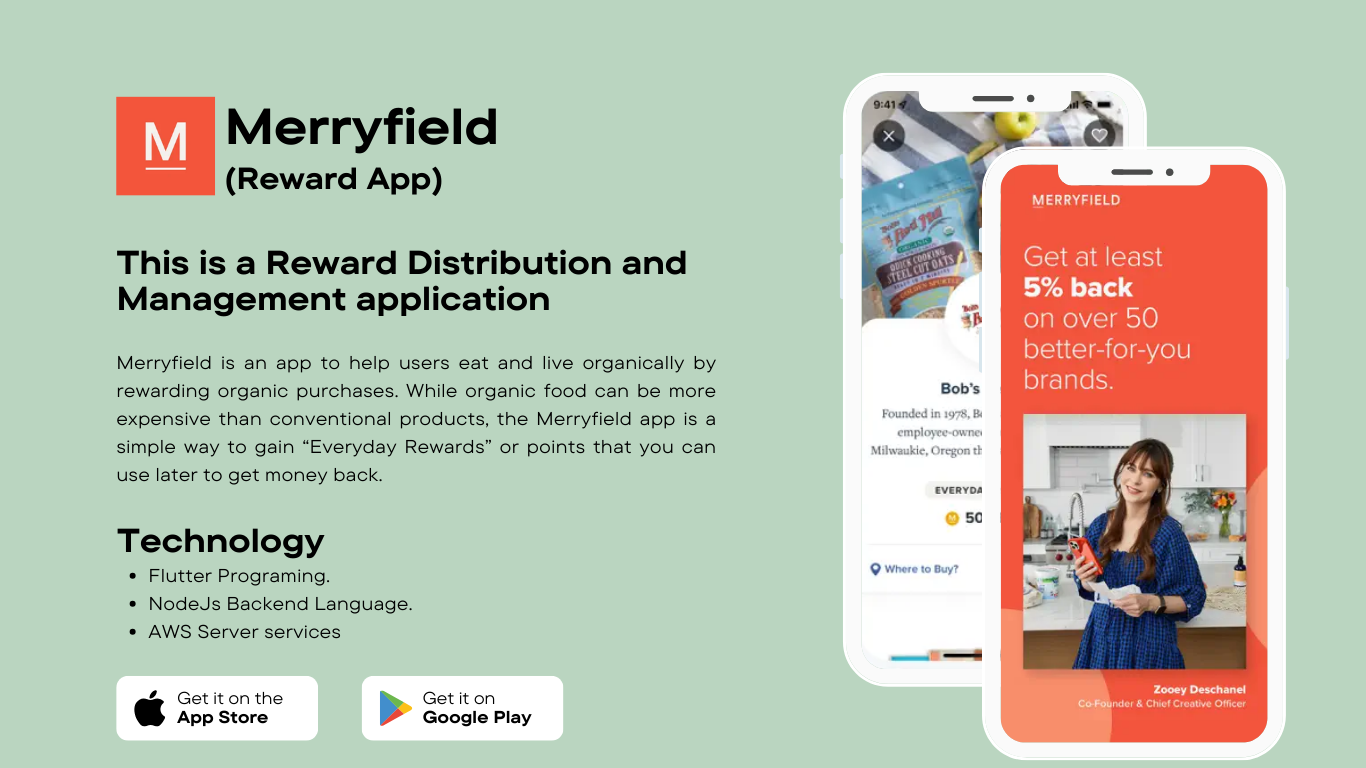 M
Merryfield
(Reward App)
This is a Reward Distribution and
Management application
Merryfield is an app to help users eat and live organically by
rewarding organic purchases. While organic food can be more
expensive than conventional products, the Merryfield app is a
simple way to gain “Everyday Rewards” or points that you can
use later to get money back.
Technology
Flutter Programing.
NodeJs Backend Language.
AWS Server services
Get it on the
App Store
Get it on
Google Play
9:41
Bob's Red Mill
ORGANIC
QUICK COOKING
STEEL CUT OATS
Bob's
Founded in 1978, B
employee-owne
Milwaukie, Oregon th
EVERYDA
50
Where to Buy?
MERRYFIELD
Get at least
5% back
on over 50
better-for-you
brands.
Zooey Deschanel
Co-Founder & Chief Creative Officer